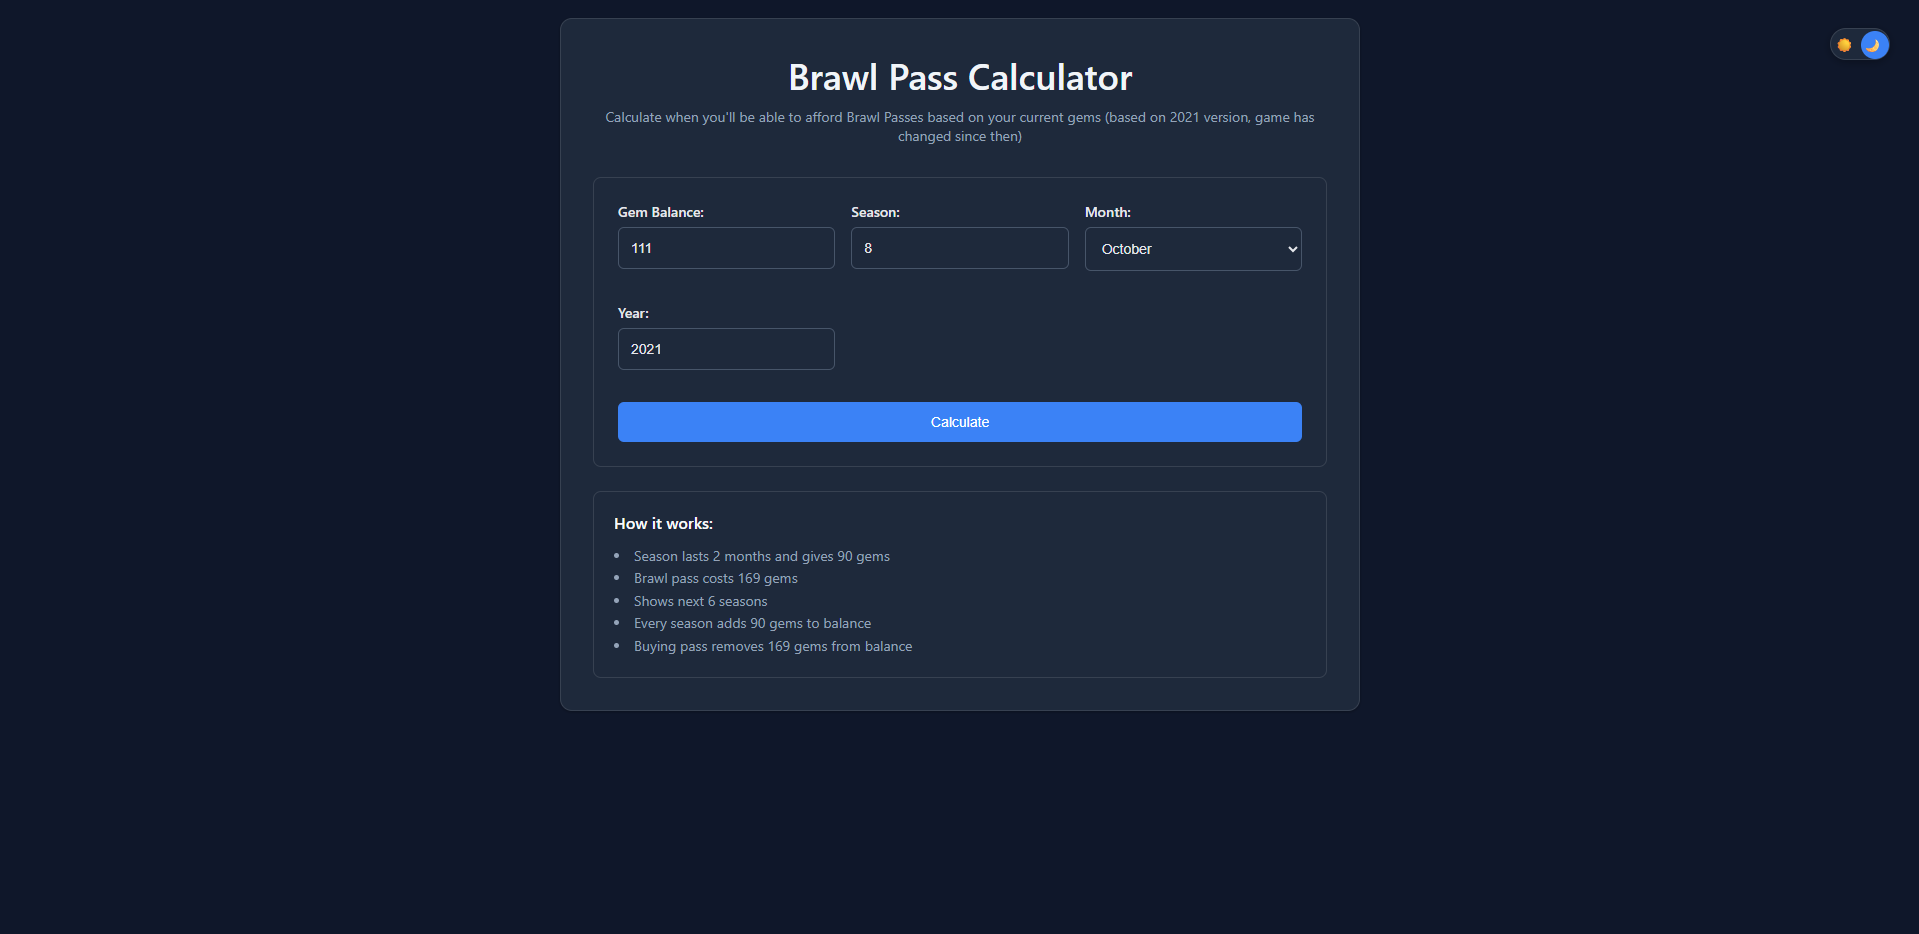 Brawl Pass Calculator
Calculate when you'll be able to afford Brawl Passes based on your current gems (based on 2021 version, game has
changed since then)
Gem Balance:
Season:
Month:
111
8
October
Year:
2021
Calculate
How it works:
Season lasts 2 months and gives 90 gems
Brawl pass costs 169 gems
Shows next 6 seasons
Every season adds 90 gems to balance
Buying pass removes 169 gems from balance